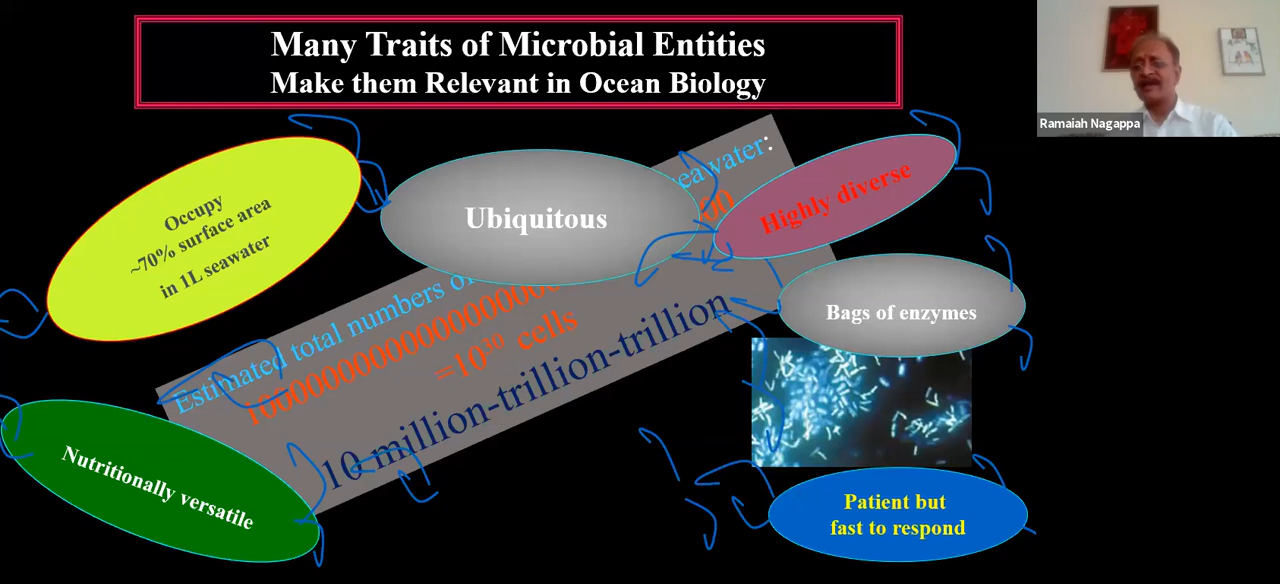 Many Traits of Microbial Entities
Make them Relevant in Ocean Biology
Ramaiah Nagappa
Occupy
~70% surface area
in 1L seawater
Ubiquitous
Highly diverse
Bags of enzymes
Estimated total numbers
water:
=10³⁰ cells
10 million-trillion-trillion
Nutritionally versatile
Patient but
fast to respond